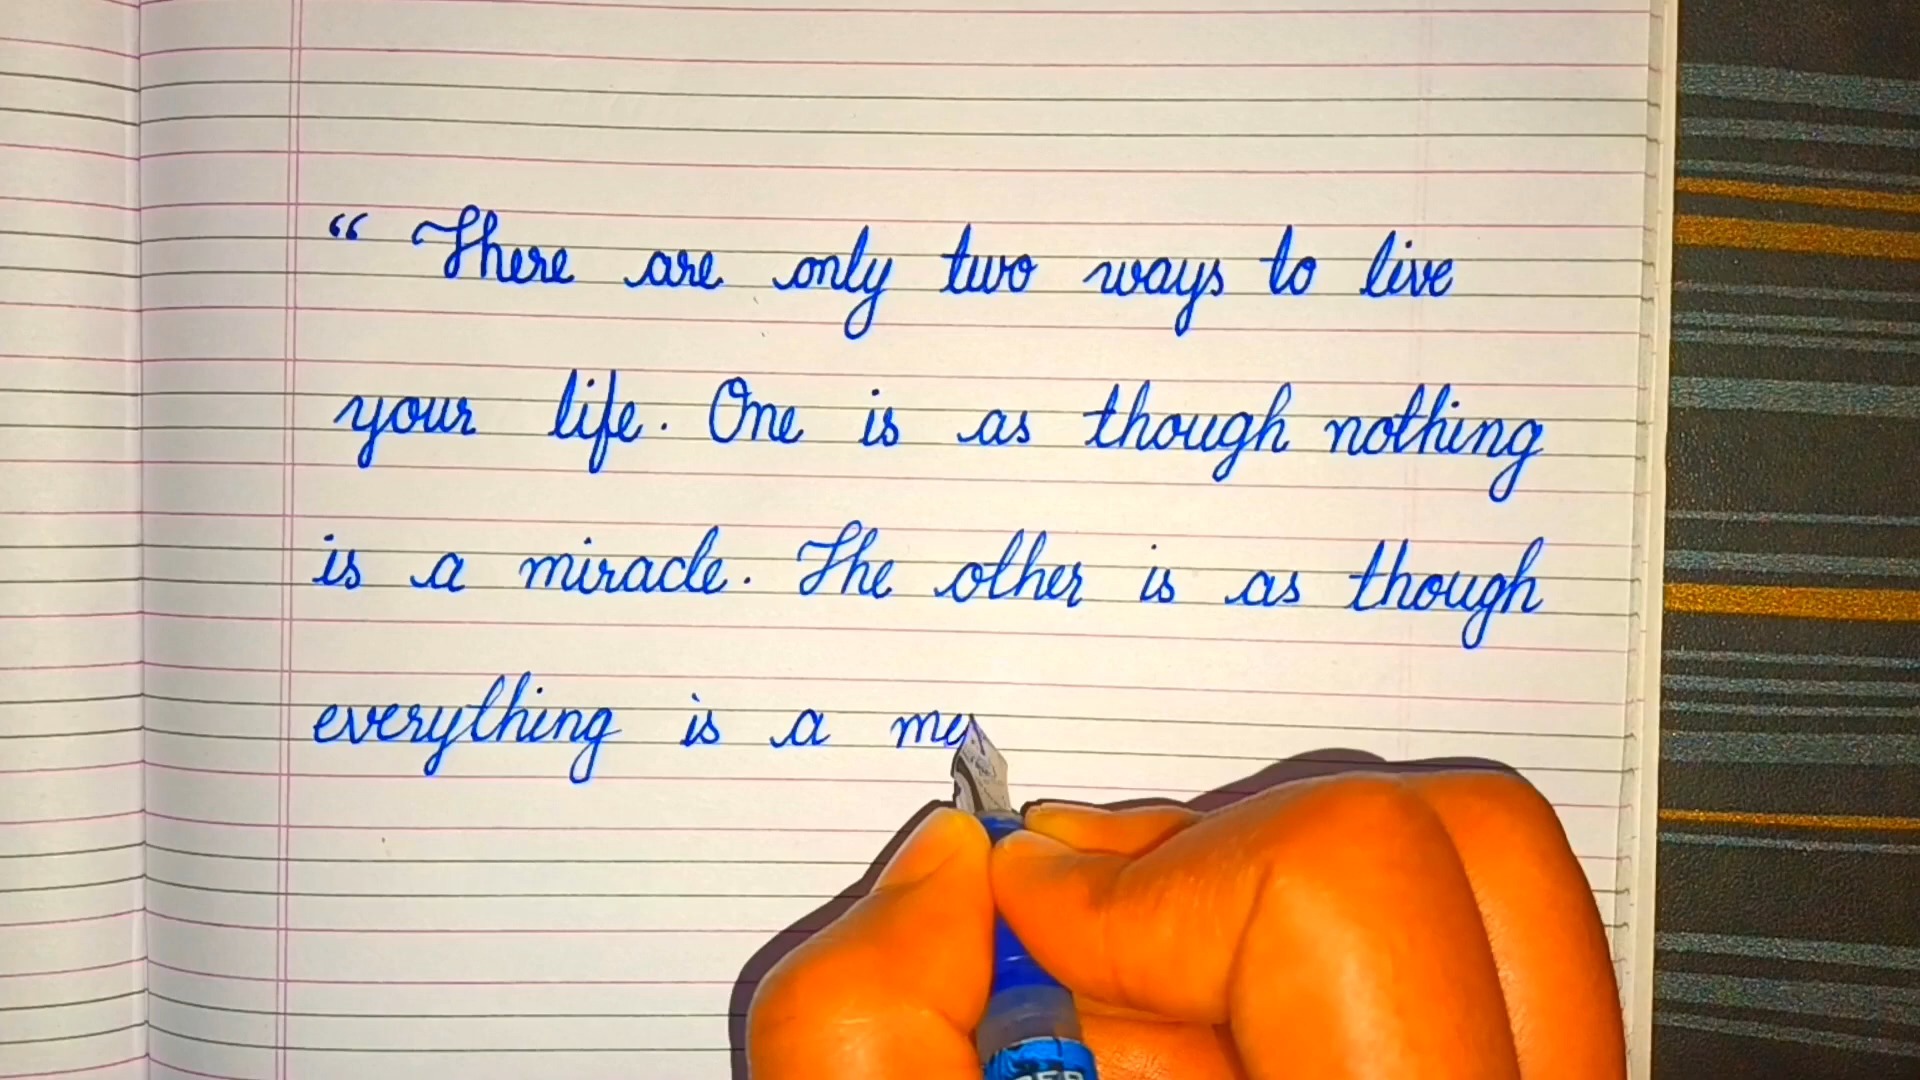 “ There are only two ways to live
your life. One is as though nothing
is a miracle. The other is as though
everything is a me